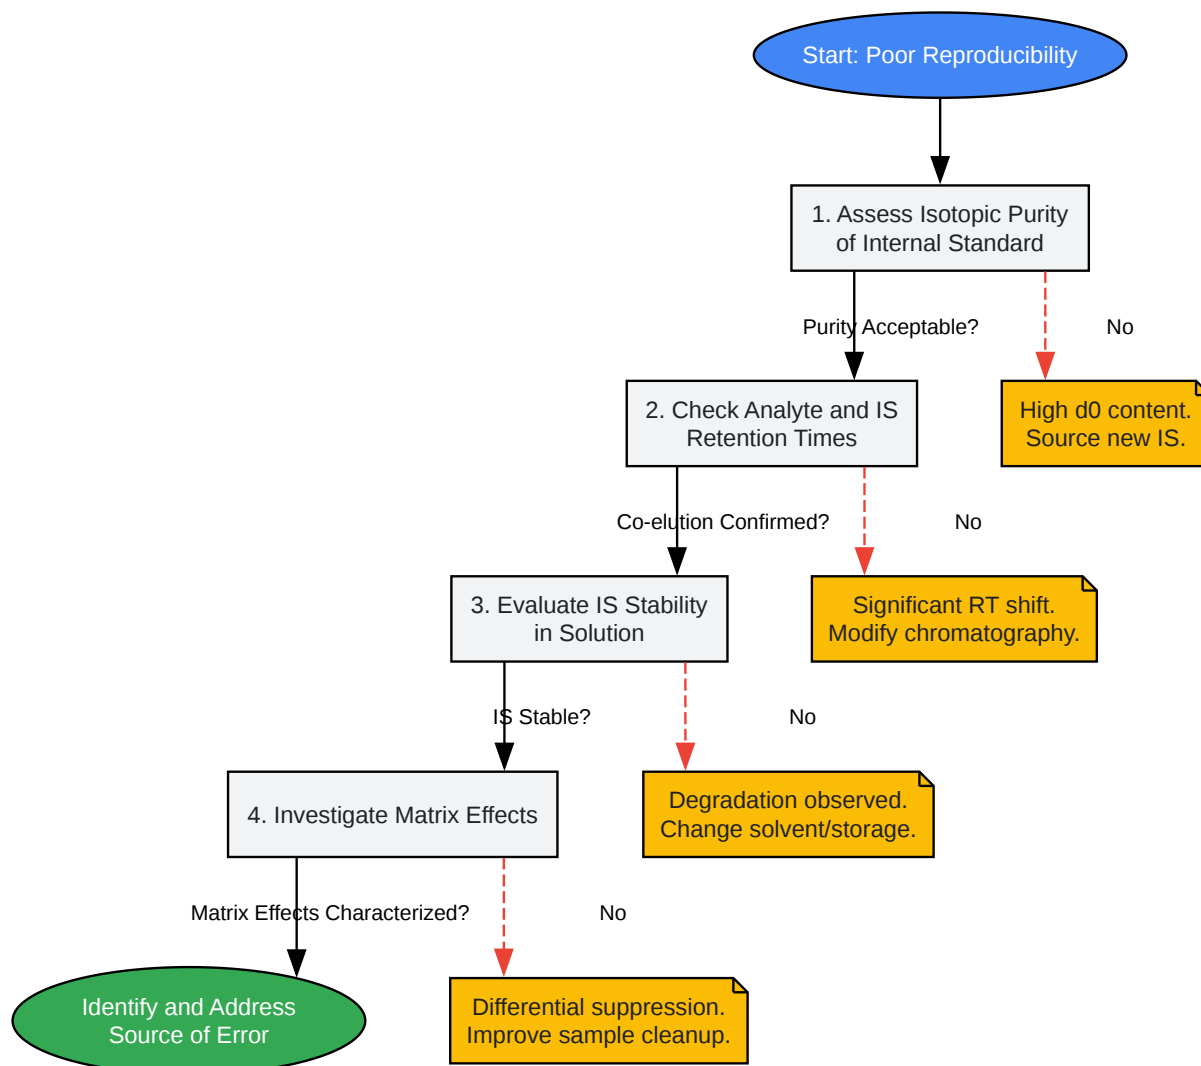 Start: Poor Reproducibility
1. Assess Isotopic Purity
of Internal Standard
Purity Acceptable?
No
2. Check Analyte and IS
Retention Times
High d0 content.
Source new IS.
Co-elution Confirmed?
No
3. Evaluate IS Stability
in Solution
Significant RT shift.
Modify chromatography.
IS Stable?
No
4. Investigate Matrix Effects
Degradation observed.
Change solvent/storage.
Matrix Effects Characterized?
No
Identify and Address
Source of Error
Differential suppression.
Improve sample cleanup.